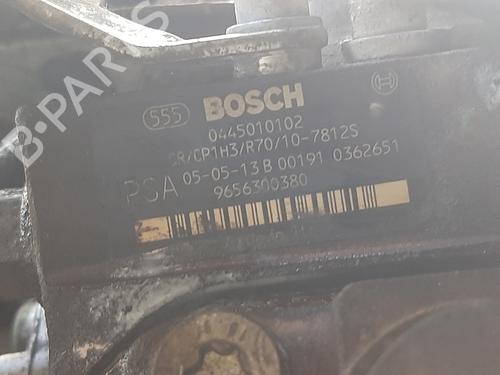 B-PARTS
555 BOSCH
0445010102
CR/CP1H3/R70/10-7812S
PSA 05-05-13 B 00191 0362651
9656300380